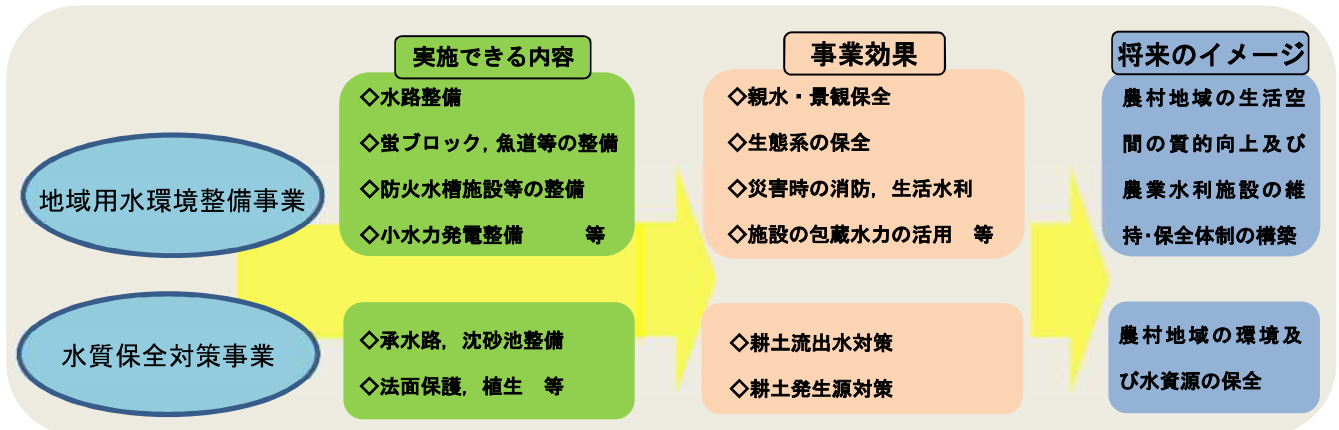 実施できる内容
事業効果
将来のイメージ
地域用水環境整備事業
◇水路整備
◇蛍ブロック,魚道等の整備
◇防火水槽施設等の整備
◇小水力発電整備　　等
◇親水・景観保全
◇生態系の保全
◇災害時の消防,生活水利
◇施設の包蔵水力の活用　等
農村地域の生活空
間の質的向上及び
農業水利施設の維
持・保全体制の構築
水質保全対策事業
◇承水路,沈砂池整備
◇法面保護,植生　等
◇耕土流出水対策
◇耕土発生源対策
農村地域の環境及
び水資源の保全